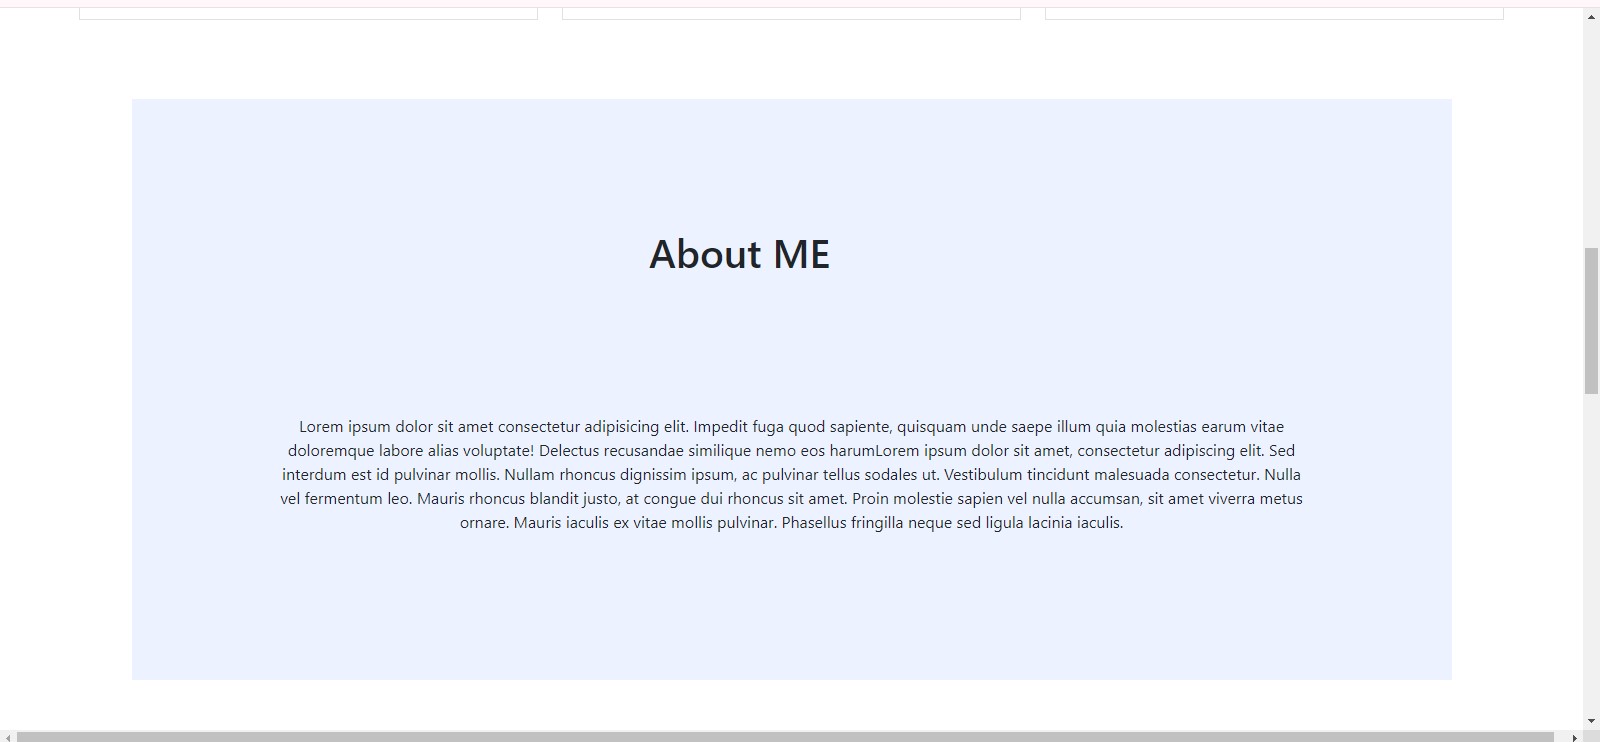 About ME
Lorem ipsum dolor sit amet consectetur adipisicing elit. Impedit fuga quod sapiente, quisquam unde saepe illum quia molestias earum vitae
doloremque labore alias voluptate! Delectus recusandae similique nemo eos harumLorem ipsum dolor sit amet, consectetur adipiscing elit. Sed
interdum est id pulvinar mollis. Nullam rhoncus dignissim ipsum, ac pulvinar tellus sodales ut. Vestibulum tincidunt malesuada consectetur. Nulla
vel fermentum leo. Mauris rhoncus blandit justo, at congue dui rhoncus sit amet. Proin molestie sapien vel nulla accumsan, sit amet viverra metus
ornare. Mauris iaculis ex vitae mollis pulvinar. Phasellus fringilla neque sed ligula lacinia iaculis.